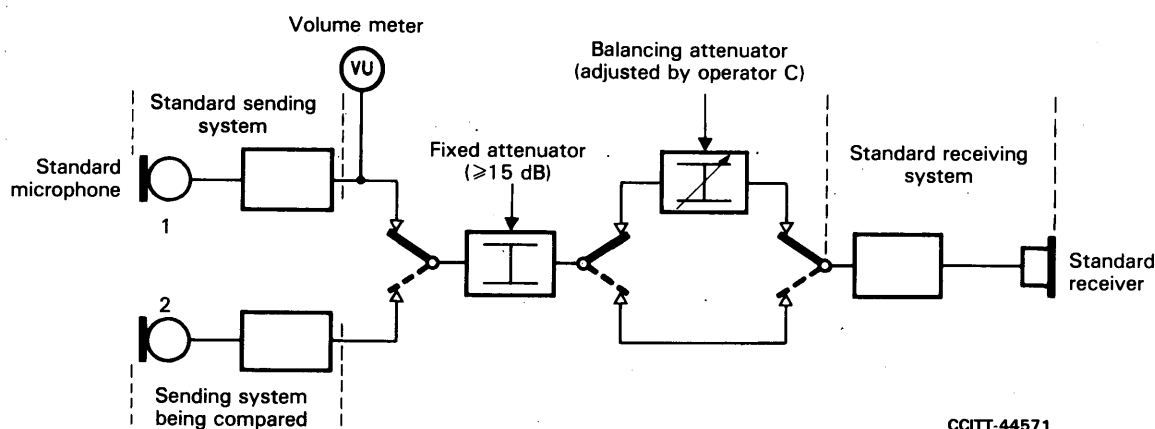 Volume meter
VU
Balancing attenuator
(adjusted by operator C)
Standard sending
system
Fixed attenuator
(≥15 dB)
Standard receiving
system
Standard
microphone
1
Standard
receiver
2
Sending system
being compared
CCITT-44571